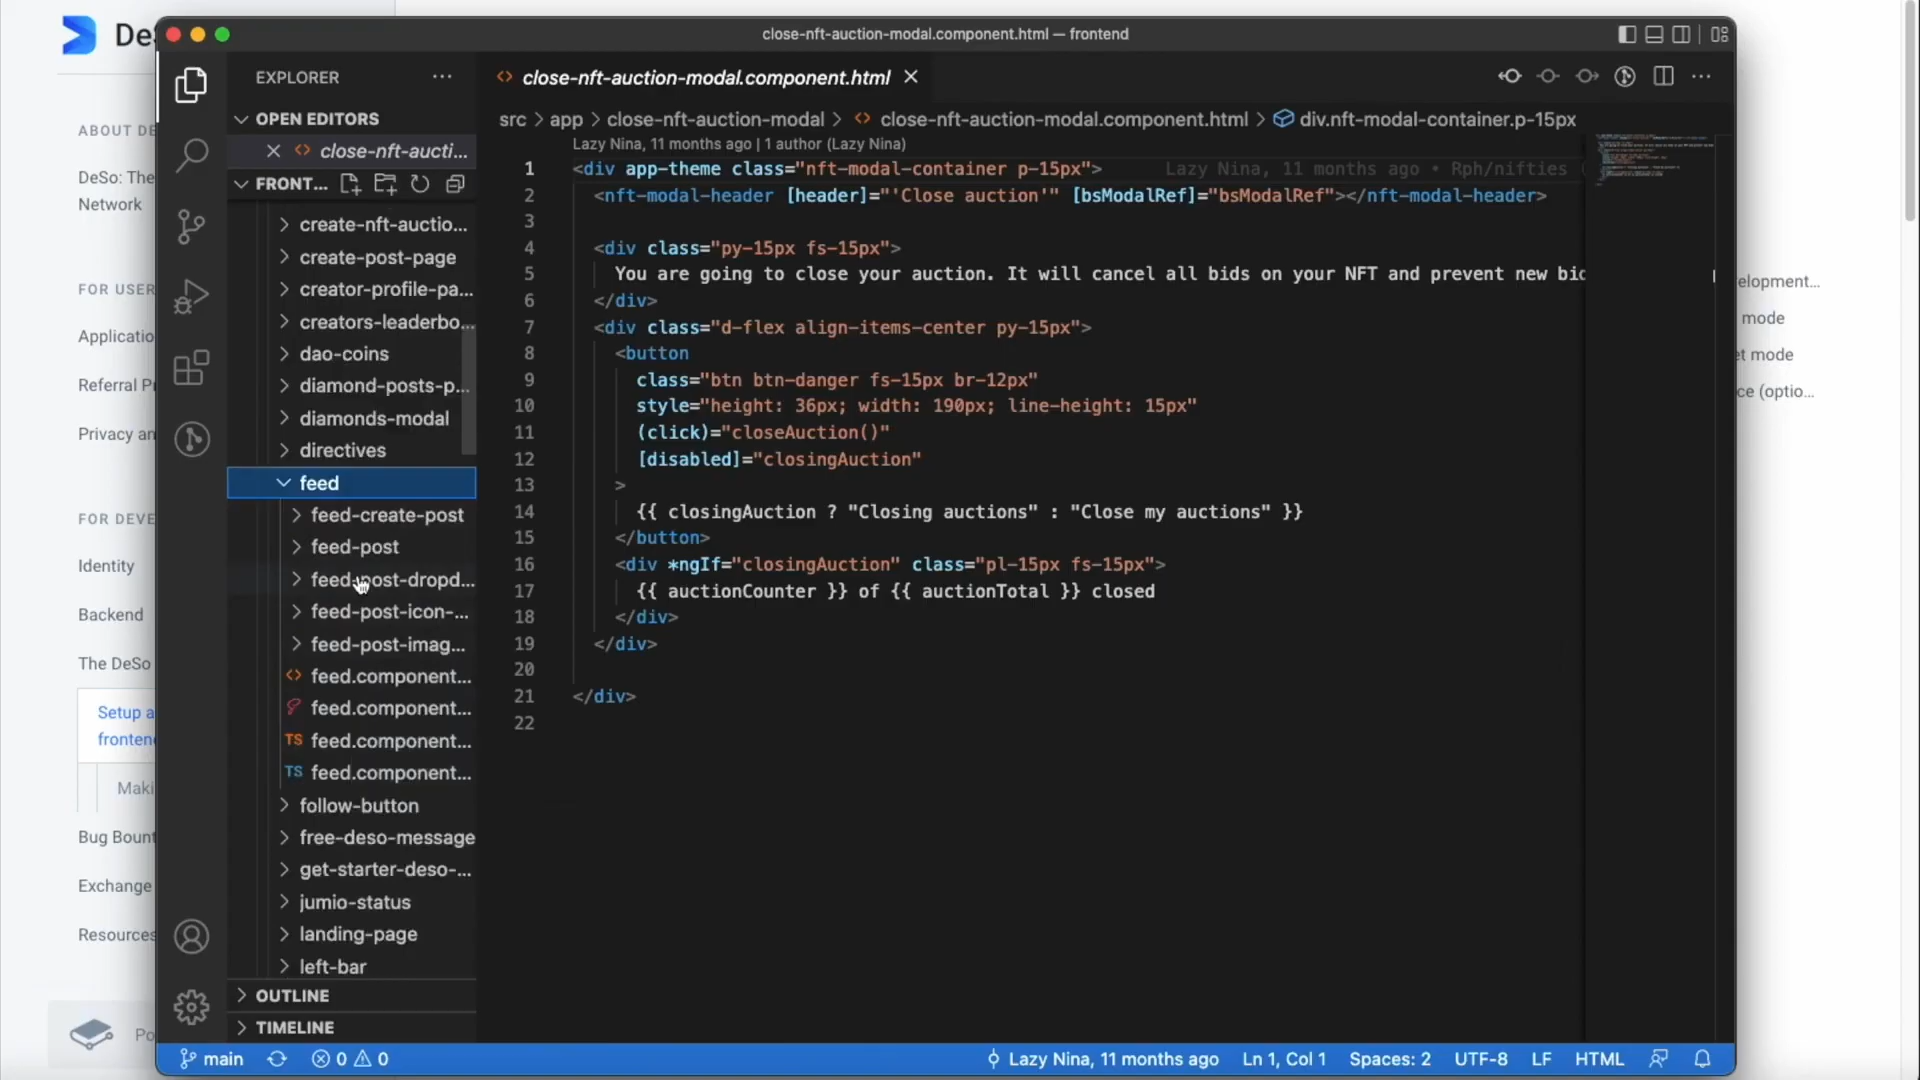 DeS
ABOUT DE
DeSo: The
Network
FOR USER
Applicatio
Referral P
Privacy an
FOR DEVE
Identity
Backend
The DeSo
Setup a
fronten
Maki
Bug Bount
Exchange
Resources
Po
close-nft-auction-modal.component.html — frontend
EXPLORER
OPEN EDITORS
close-nft-aucti...
FRONT...
create-nft-auctio...
create-post-page
creator-profile-pa...
creators-leaderbo...
dao-coins
diamond-posts-p...
diamonds-modal
directives
feed
feed-create-post
feed-post
feed-post-dropd...
feed-post-icon-...
feed-post-imag...
feed.component...
feed.component...
TS feed.component...
TS feed.component...
follow-button
free-deso-message
get-starter-deso-...
jumio-status
landing-page
left-bar
OUTLINE
TIMELINE
close-nft-auction-modal.component.html
src > app > close-nft-auction-modal > close-nft-auction-modal.component.html > div.nft-modal-container.p-15px
Lazy Nina, 11 months ago | 1 author (Lazy Nina)
1 <div app-theme class="nft-modal-container p-15px"> Lazy Nina, 11 months ago • Rph/nifties (
2 <nft-modal-header [header]="'Close auction'" [bsModalRef]="bsModalRef"></nft-modal-header>
3
4 <div class="py-15px fs-15px">
5 You are going to close your auction. It will cancel all bids on your NFT and prevent new bid
6 </div>
7 <div class="d-flex align-items-center py-15px">
8 <button
9 class="btn btn-danger fs-15px br-12px"
10 style="height: 36px; width: 190px; line-height: 15px"
11 (click)="closeAuction()"
12 [disabled]="closingAuction"
13 >
14 {{ closingAuction ? "Closing auctions" : "Close my auctions" }}
15 </button>
16 <div *ngIf="closingAuction" class="pl-15px fs-15px">
17 {{ auctionCounter }} of {{ auctionTotal }} closed
18 </div>
19 </div>
20
21 </div>
22
elopment...
mode
et mode
ce (optio...
main 0 0 Lazy Nina, 11 months ago Ln 1, Col 1 Spaces: 2 UTF-8 LF HTML